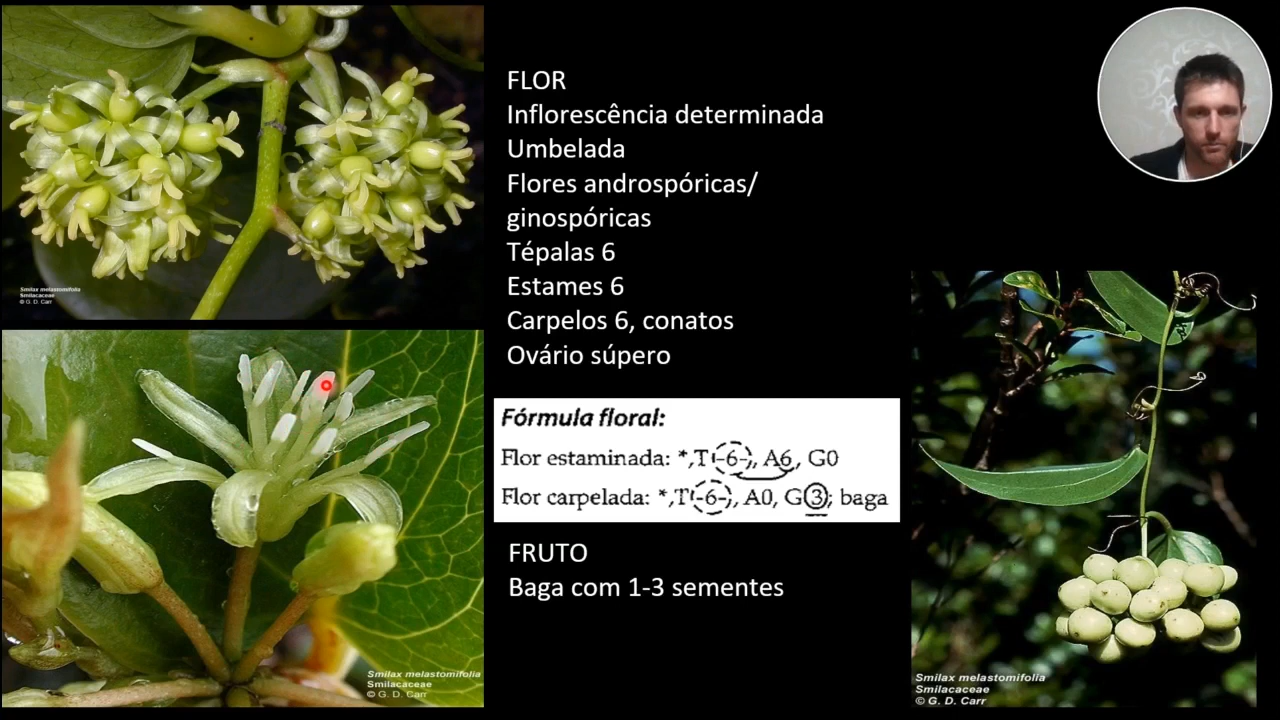 FLOR
Inflorescência determinada
Umbelada
Flores androspóricas/
ginospóricas
Tépalas 6
Estames 6
Carpelos 6, conatos
Ovário súpero
Fórmula floral:
Flor estaminada: *,T(-6-), A6, G0
Flor carpelada: *,T(-6-), A0, G(3); baga
FRUTO
Baga com 1-3 sementes
Smilax melastomifolia
Smilacaceae
© G. D. Carr
Smilax melastomifolia
Smilacaceae
© G. D. Carr
Smilax melastomifolia
Smilacaceae
© G. D. Carr